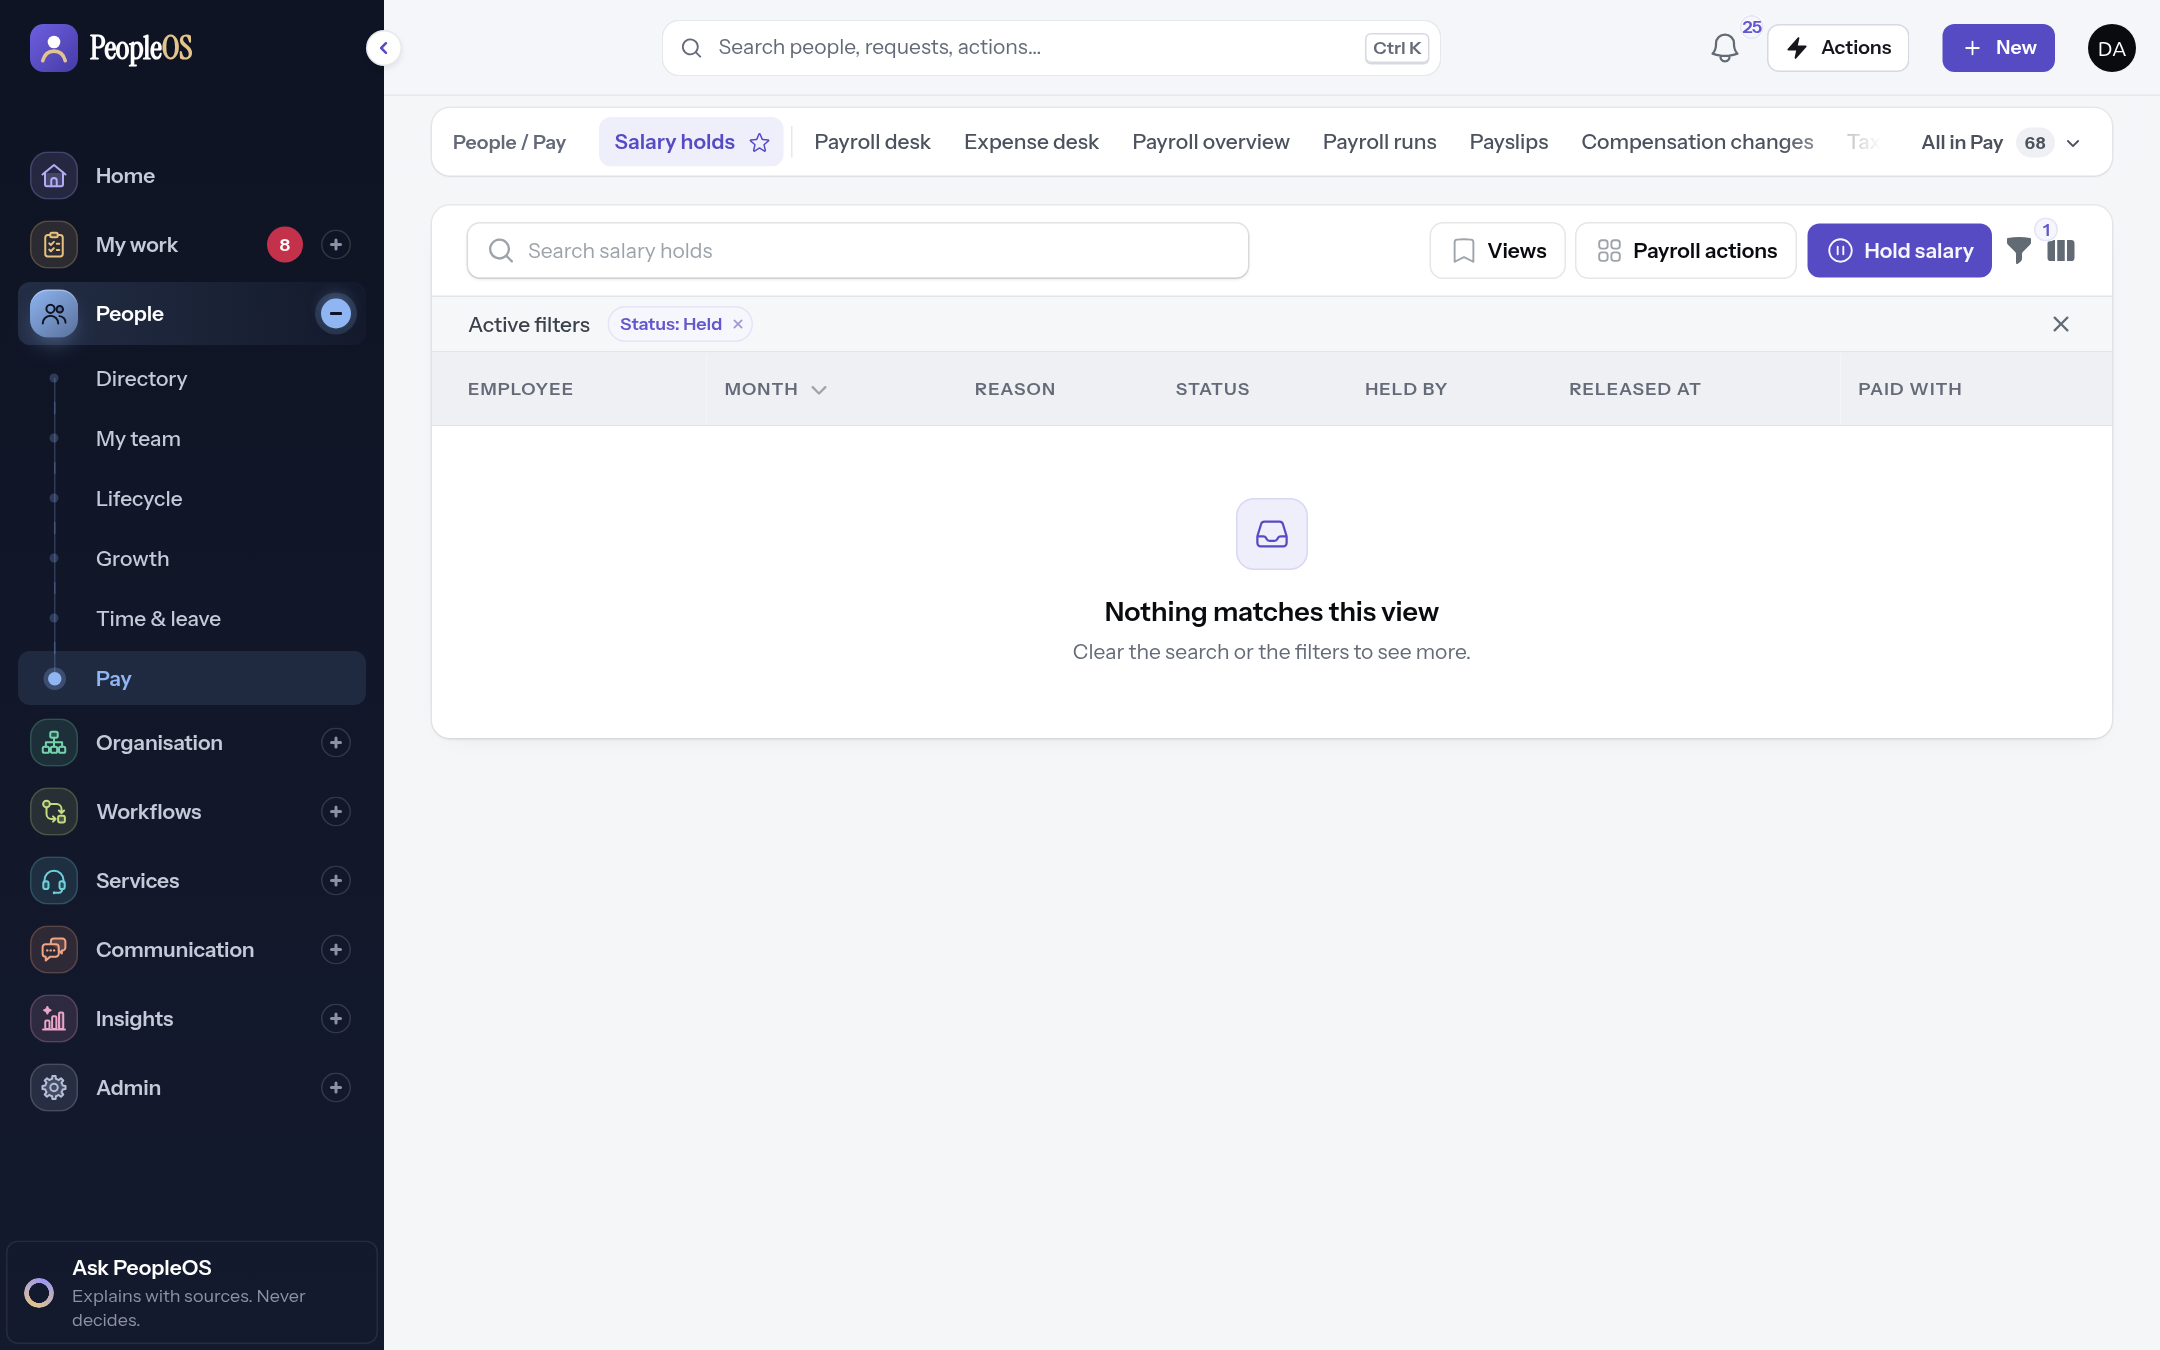 PeopleOS
Search people, requests, actions...
Ctrl K
25
Actions
New
DA
Home
My work
8
People
Directory
My team
Lifecycle
Growth
Time & leave
Pay
Organisation
Workflows
Services
Communication
Insights
Admin
Ask PeopleOS
Explains with sources. Never
decides.
People / Pay
Salary holds
Payroll desk
Expense desk
Payroll overview
Payroll runs
Payslips
Compensation changes
Tax
All in Pay
68
Search salary holds
Views
Payroll actions
Hold salary
1
Active filters
Status: Held
EMPLOYEE
MONTH
REASON
STATUS
HELD BY
RELEASED AT
PAID WITH
Nothing matches this view
Clear the search or the filters to see more.